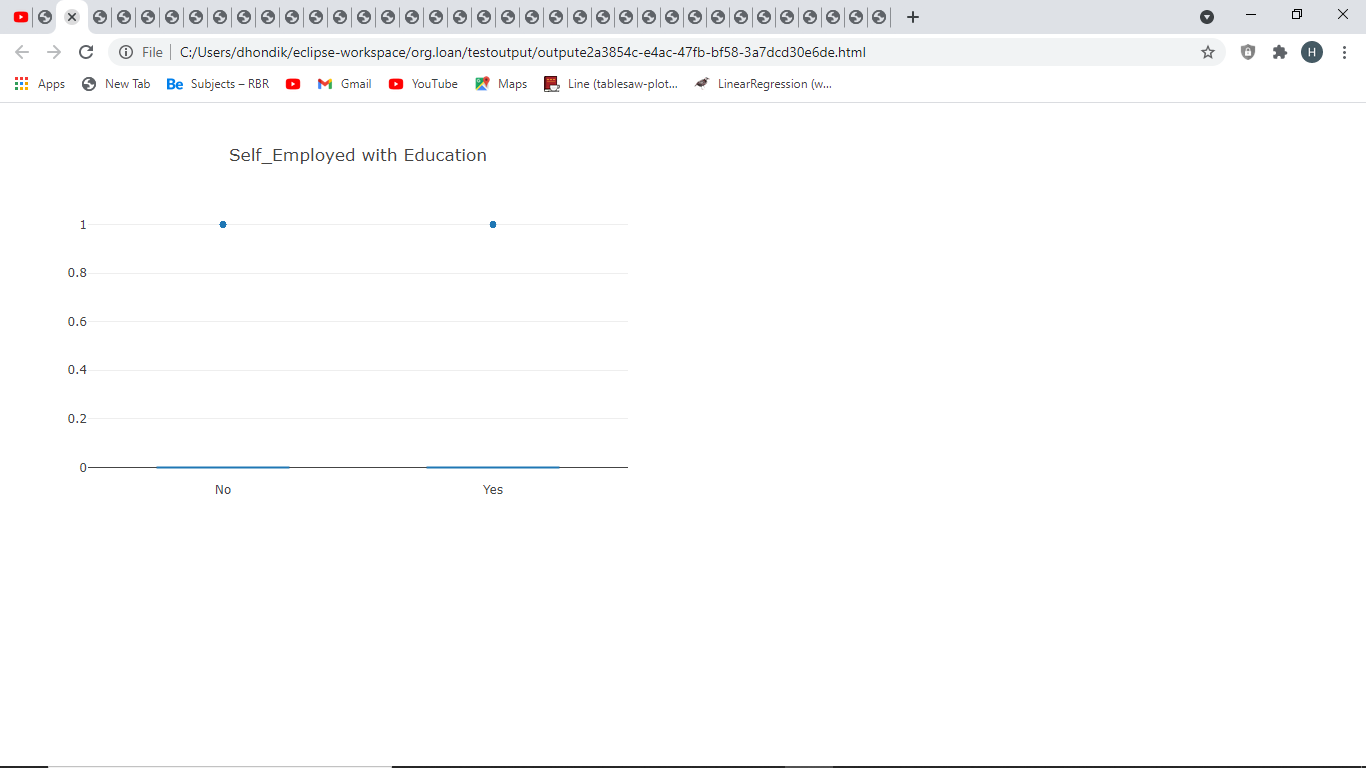 File C:/Users/dhondik/eclipse-workspace/org.loan/testoutput/outpute2a3854c-e4ac-47fb-bf58-3a7dcd30e6de.html H
Apps New Tab Be Subjects – RBR Gmail YouTube Maps Line (tablesaw-plot... LinearRegression (w...
Self_Employed with Education
1
0.8
0.6
0.4
0.2
0
No Yes